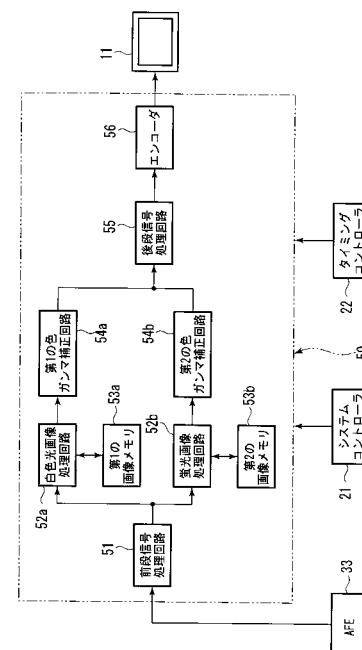 11
56
エンコーダ
55
後段信号
処理回路
第1の色
ガンマ補正回路
54a
第2の色
ガンマ補正回路
54b
白色光画像
処理回路
52a
第1の
画像メモリ
53a
蛍光画像
処理回路
52b
第2の
画像メモリ
53b
51
前段信号
処理回路
33
AFE
システム
コントローラ
21
タイミング
コントローラ
22